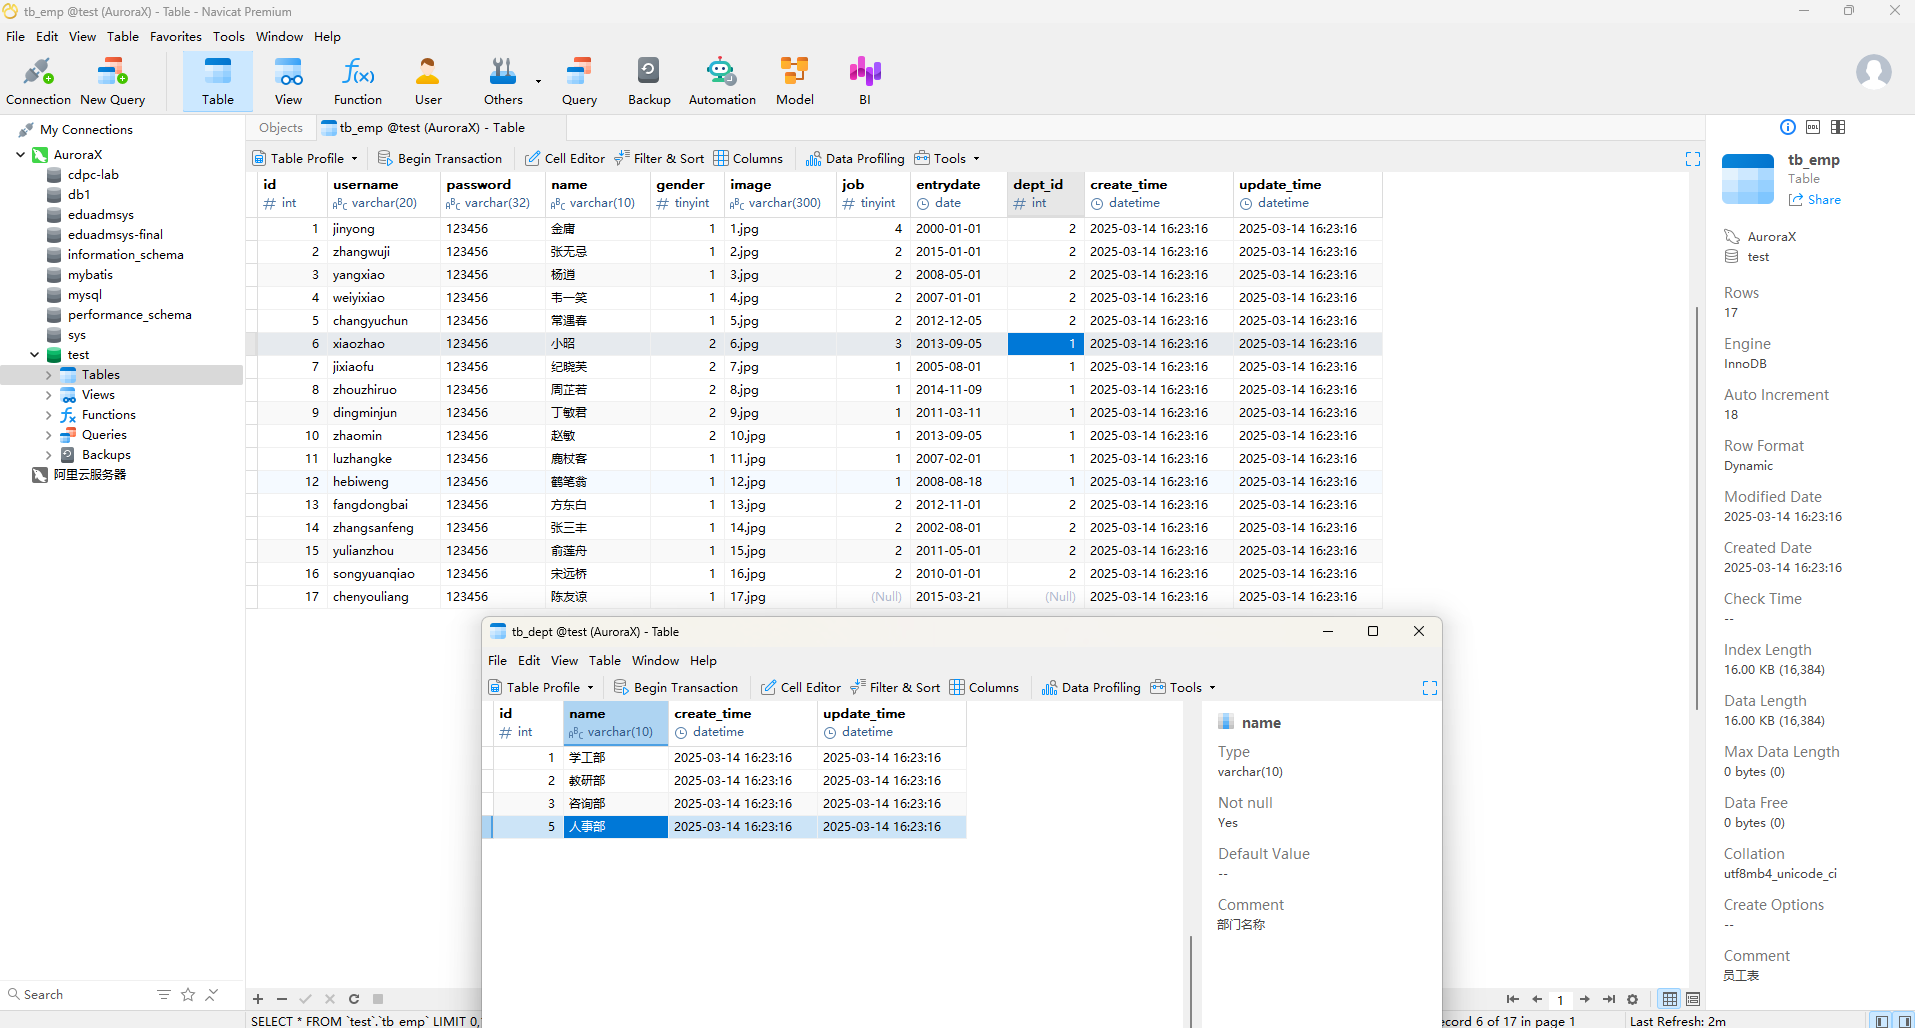 tb_emp @test (AuroraX) - Table - Navicat Premium
File Edit View Table Favorites Tools Window Help
Connection New Query Table View Function User Others Query Backup Automation Model BI
My Connections
AuroraX
cdpc-lab
db1
eduadmsys
eduadmsys-final
information_schema
mybatis
mysql
performance_schema
sys
test
Tables
Views
Functions
Queries
Backups
阿里云服务器
Search
Objects tb_emp @test (AuroraX) - Table
Table Profile Begin Transaction Cell Editor Filter & Sort Columns Data Profiling Tools
id username password name gender image job entrydate dept_id create_time update_time
# int varchar(20) varchar(32) varchar(10) # tinyint varchar(300) # tinyint date # int datetime datetime
1 jinyong 123456 金庸 1 1.jpg 4 2000-01-01 2 2025-03-14 16:23:16 2025-03-14 16:23:16
2 zhangwuji 123456 张无忌 1 2.jpg 2 2015-01-01 2 2025-03-14 16:23:16 2025-03-14 16:23:16
3 yangxiao 123456 杨逍 1 3.jpg 2 2008-05-01 2 2025-03-14 16:23:16 2025-03-14 16:23:16
4 weiyixiao 123456 韦一笑 1 4.jpg 2 2007-01-01 2 2025-03-14 16:23:16 2025-03-14 16:23:16
5 changyuchun 123456 常遇春 1 5.jpg 2 2012-12-05 2 2025-03-14 16:23:16 2025-03-14 16:23:16
6 xiaozhao 123456 小昭 2 6.jpg 3 2013-09-05 1 2025-03-14 16:23:16 2025-03-14 16:23:16
7 jixiaofu 123456 纪晓芙 2 7.jpg 1 2005-08-01 1 2025-03-14 16:23:16 2025-03-14 16:23:16
8 zhouzhiruo 123456 周芷若 2 8.jpg 1 2014-11-09 1 2025-03-14 16:23:16 2025-03-14 16:23:16
9 dingminjun 123456 丁敏君 2 9.jpg 1 2011-03-11 1 2025-03-14 16:23:16 2025-03-14 16:23:16
10 zhaomin 123456 赵敏 2 10.jpg 1 2013-09-05 1 2025-03-14 16:23:16 2025-03-14 16:23:16
11 luzhangke 123456 鹿杖客 1 11.jpg 1 2007-02-01 1 2025-03-14 16:23:16 2025-03-14 16:23:16
12 hebiweng 123456 鹤笔翁 1 12.jpg 1 2008-08-18 1 2025-03-14 16:23:16 2025-03-14 16:23:16
13 fangdongbai 123456 方东白 1 13.jpg 2 2012-11-01 2 2025-03-14 16:23:16 2025-03-14 16:23:16
14 zhangsanfeng 123456 张三丰 1 14.jpg 2 2002-08-01 2 2025-03-14 16:23:16 2025-03-14 16:23:16
15 yulianzhou 123456 俞莲舟 1 15.jpg 2 2011-05-01 2 2025-03-14 16:23:16 2025-03-14 16:23:16
16 songyuanqiao 123456 宋远桥 1 16.jpg 2 2010-01-01 2 2025-03-14 16:23:16 2025-03-14 16:23:16
17 chenyouliang 123456 陈友谅 1 17.jpg (Null) 2015-03-21 (Null) 2025-03-14 16:23:16 2025-03-14 16:23:16
tb_dept @test (AuroraX) - Table
File Edit View Table Window Help
Table Profile Begin Transaction Cell Editor Filter & Sort Columns Data Profiling Tools
id name create_time update_time
# int varchar(10) datetime datetime
1 学工部 2025-03-14 16:23:16 2025-03-14 16:23:16
2 教研部 2025-03-14 16:23:16 2025-03-14 16:23:16
3 咨询部 2025-03-14 16:23:16 2025-03-14 16:23:16
5 人事部 2025-03-14 16:23:16 2025-03-14 16:23:16
name
Type
varchar(10)
Not null
Yes
Default Value
--
Comment
部门名称
1
SELECT * FROM `test`.`tb_emp` LIMIT 0,
ecord 6 of 17 in page 1
Last Refresh: 2m
tb_emp
Table
Share
AuroraX
test
Rows
17
Engine
InnoDB
Auto Increment
18
Row Format
Dynamic
Modified Date
2025-03-14 16:23:16
Created Date
2025-03-14 16:23:16
Check Time
--
Index Length
16.00 KB (16,384)
Data Length
16.00 KB (16,384)
Max Data Length
0 bytes (0)
Data Free
0 bytes (0)
Collation
utf8mb4_unicode_ci
Create Options
--
Comment
员工表